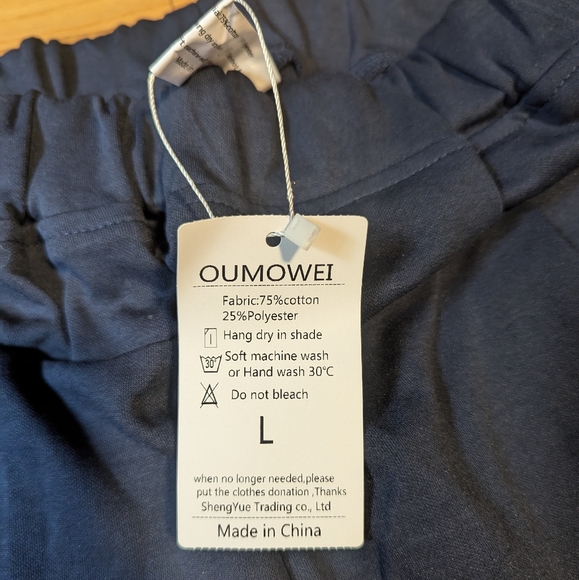 OUMOWEI
Fabric:75%cotton
25%Polyester
Hang dry in shade
30°
Soft machine wash
or Hand wash 30℃
Do not bleach
L
when no longer needed,please
put the clothes donation ,Thanks
ShengYue Trading co., Ltd
Made in China